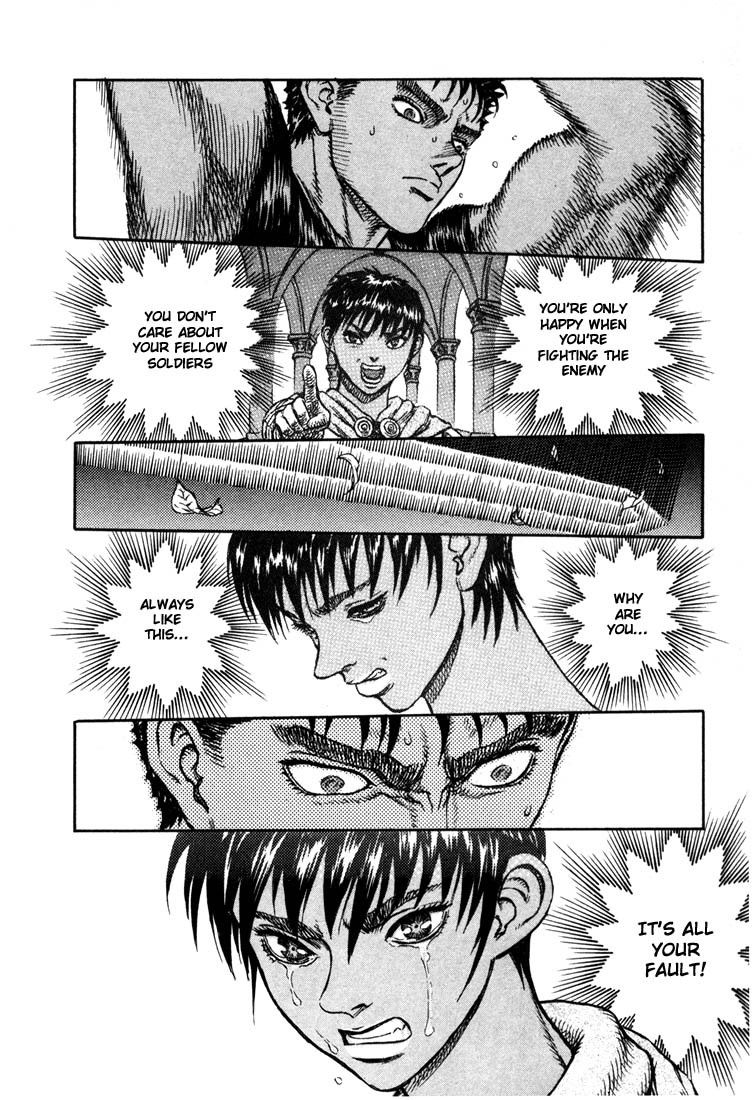 YOU DON'T
CARE ABOUT
YOUR FELLOW
SOLDIERS
YOU'RE ONLY
HAPPY WHEN
YOU'RE
FIGHTING THE
ENEMY
ALWAYS
LIKE
THIS...
WHY
ARE
YOU...
IT'S ALL
YOUR
FAULT!